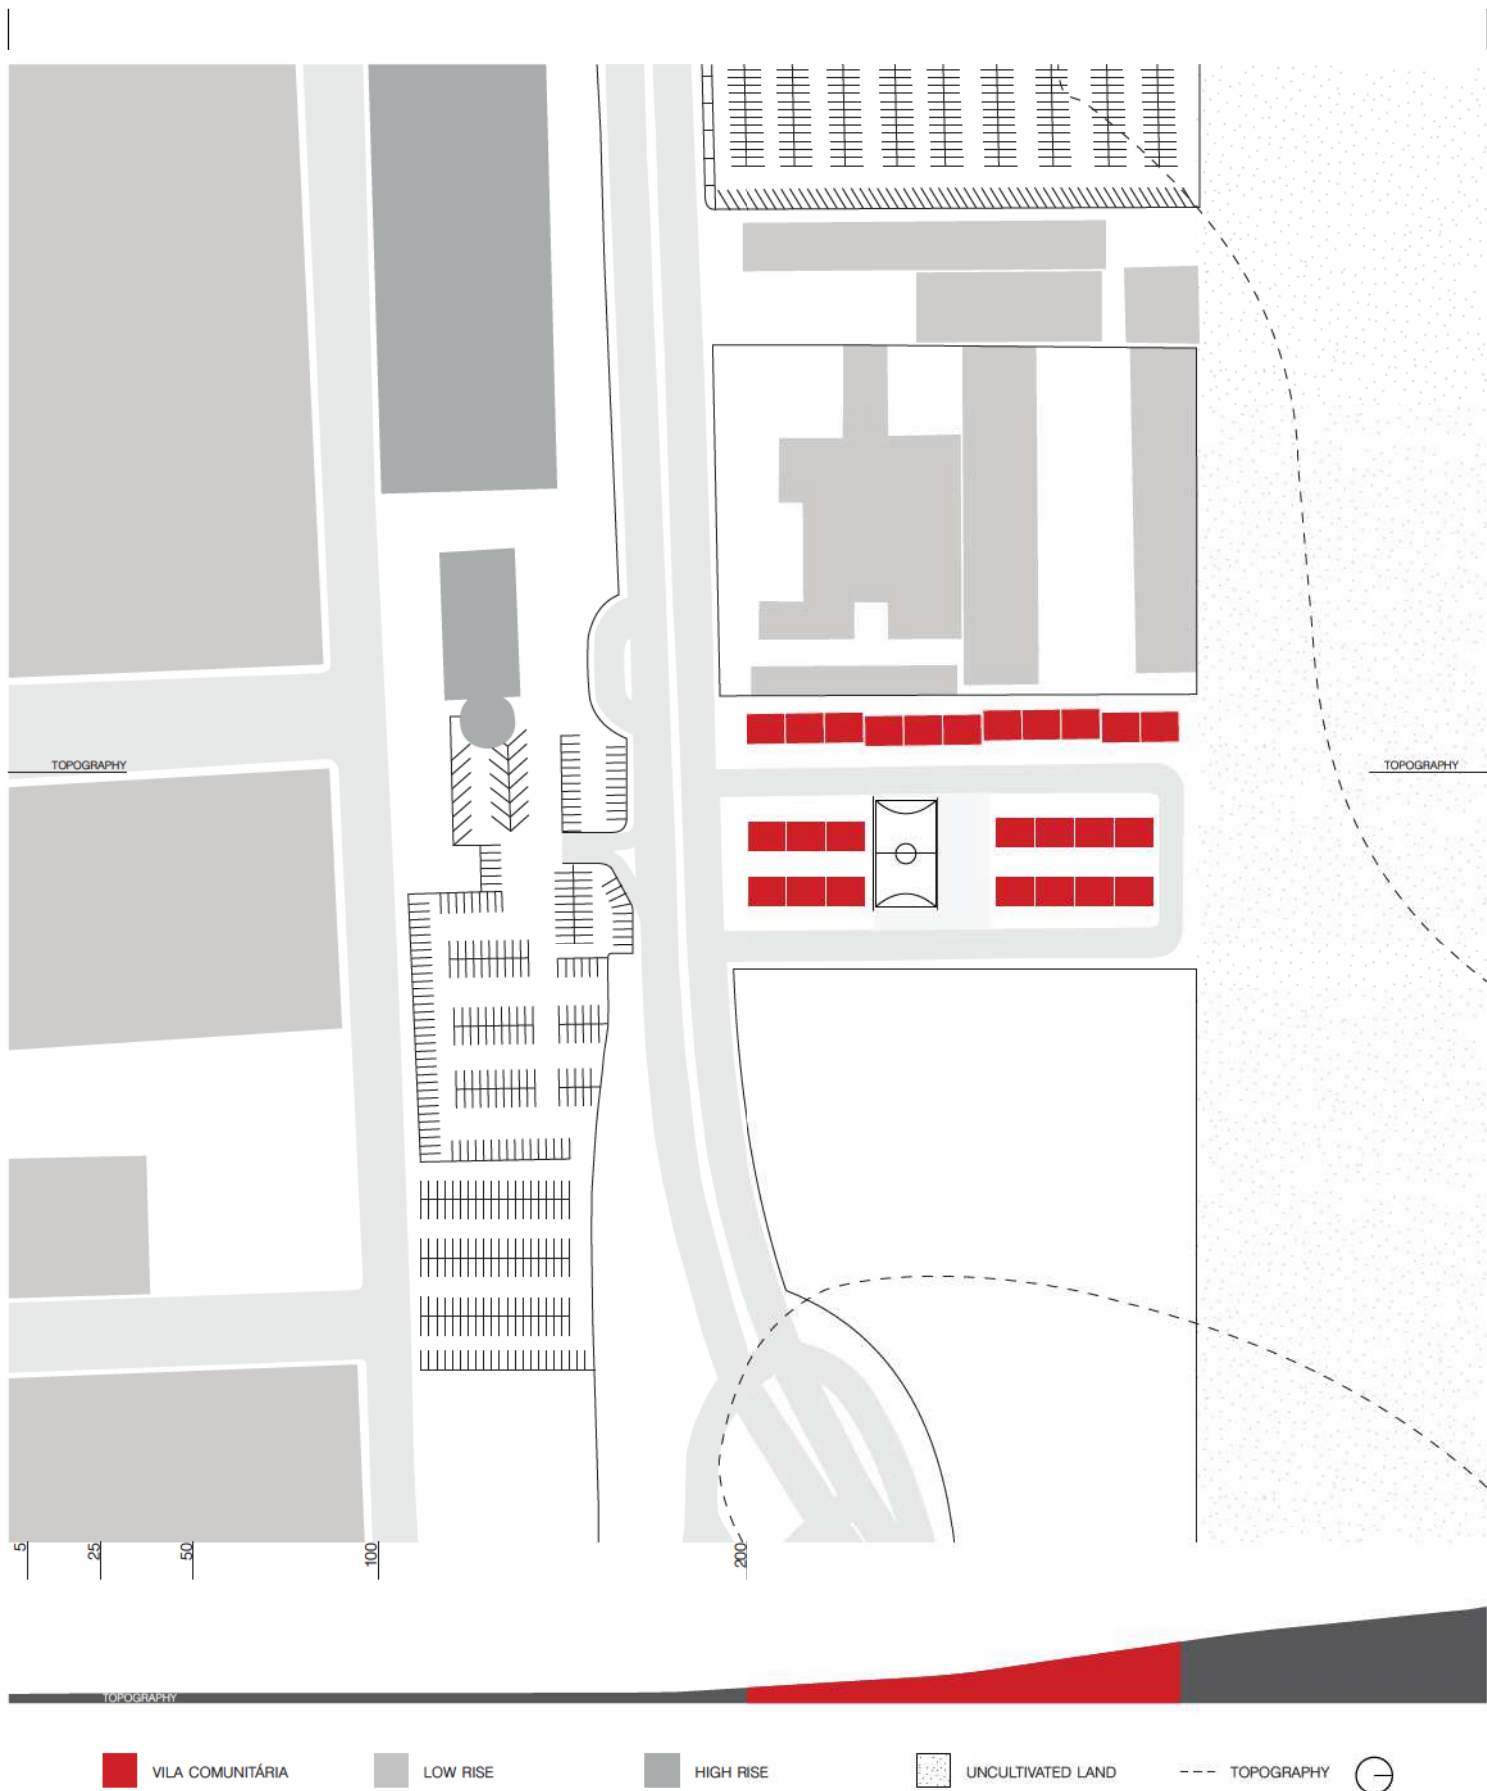 TOPOGRAPHY
TOPOGRAPHY
5
25
50
100
200
TOPOGRAPHY
VILA COMUNITÁRIA
LOW RISE
HIGH RISE
UNCULTIVATED LAND
TOPOGRAPHY